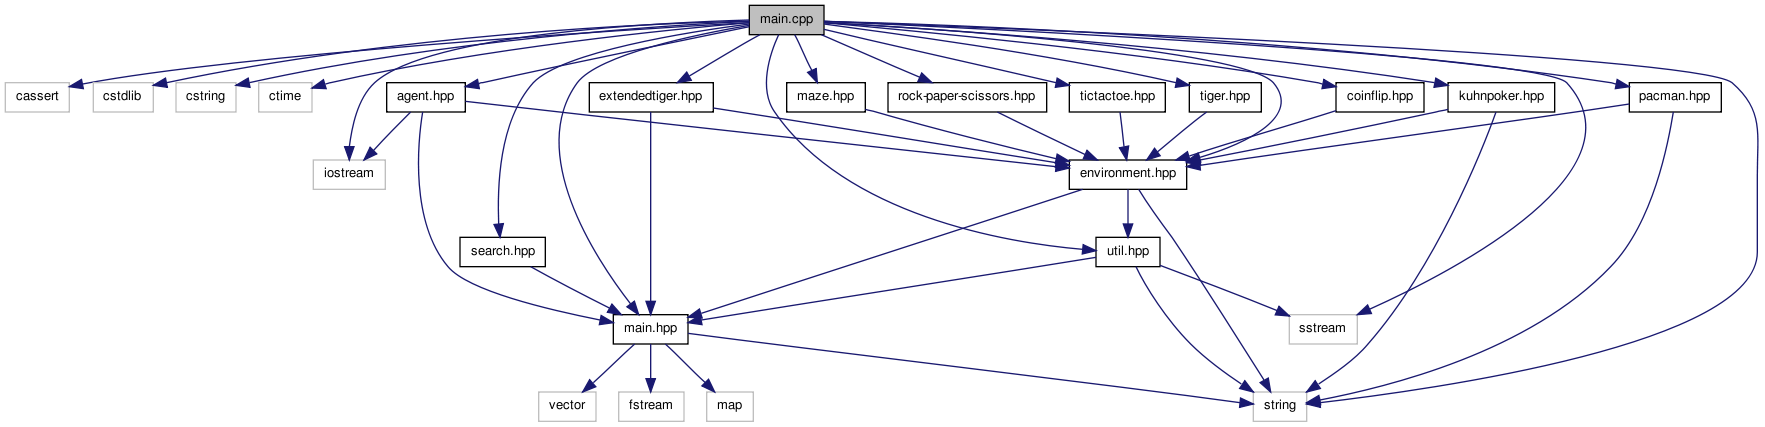 main.cpp
cassert
cstdlib
cstring
ctime
agent.hpp
extendedtiger.hpp
maze.hpp
rock-paper-scissors.hpp
tictactoe.hpp
tiger.hpp
coinflip.hpp
kuhnpoker.hpp
pacman.hpp
iostream
environment.hpp
search.hpp
util.hpp
main.hpp
sstream
vector
fstream
map
string